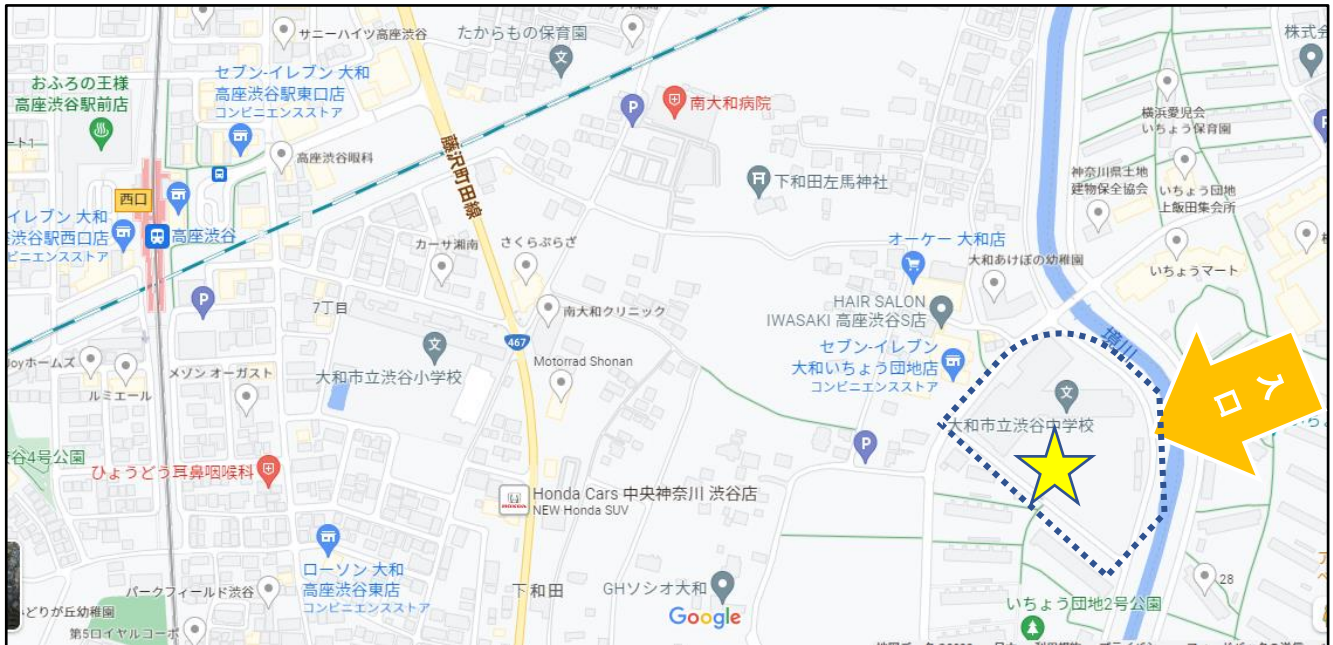 サニーハイツ高座渋谷
たからもの保育園
株式会
おふろの王様
高座渋谷駅前店
セブン-イレブン 大和
高座渋谷駅東口店
コンビニエンスストア
南大和病院
横浜愛児会
いちょう保育園
高座渋谷眼科
藤沢町田線
下和田左馬神社
神奈川県土地
建物保全協会
いちょう団地
上飯田集会所
西口
イレブン 大和
渋谷駅西口店
ビニエンスストア
高座渋谷
カーサ湘南
さくらぷらざ
オーケー 大和店
大和あけぼの幼稚園
いちょうマート
7丁目
南大和クリニック
HAIR SALON
IWASAKI 高座渋谷S店
境川
467
Joyホームズ
メゾン オーガスト
大和市立渋谷小学校
Motorrad Shonan
セブン-イレブン
大和いちょう団地店
コンビニエンスストア
入口
ルミエール
大和市立渋谷中学校
谷4号公園
ひょうどう耳鼻咽喉科
Honda Cars 中央神奈川 渋谷店
NEW Honda SUV
ローソン 大和
高座渋谷東店
コンビニエンスストア
パークフィールド渋谷
下和田
GHソシオ大和
28
どりが丘幼稚園
いちょう団地2号公園
第5ロイヤルコーポ
Google